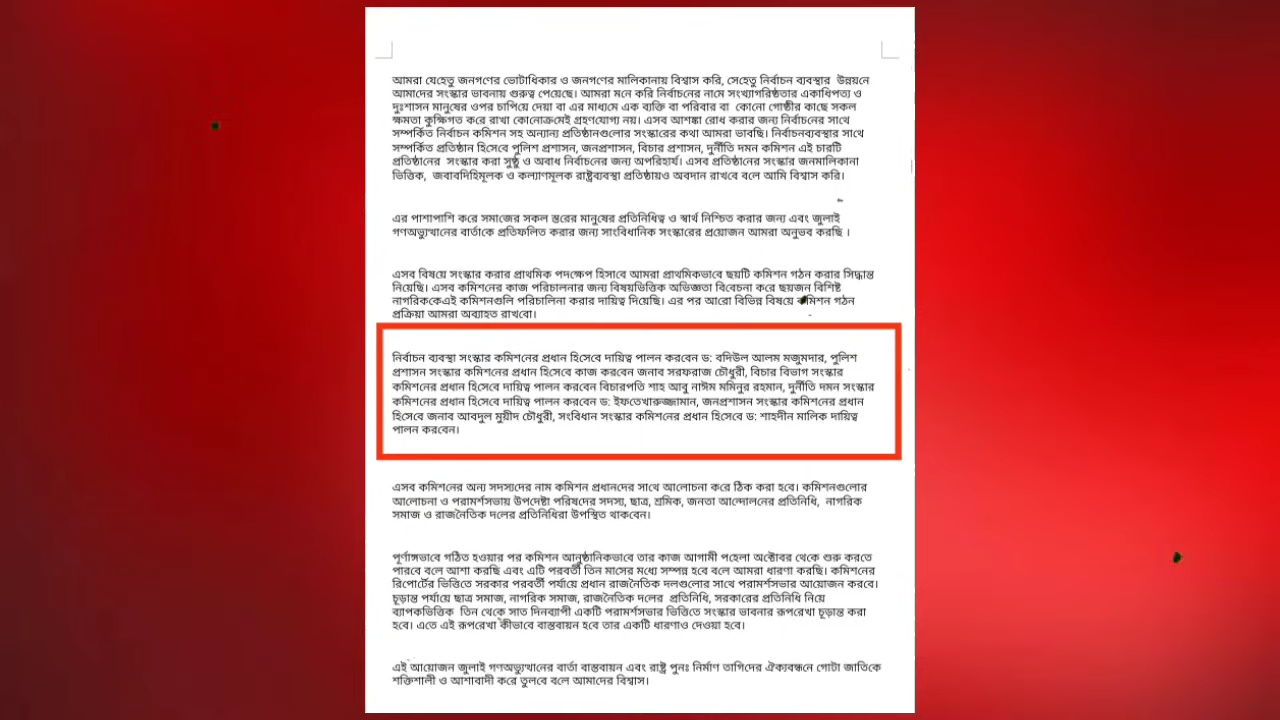 আমরা যেহেতু জনগণের ভোটাধিকার ও জনগণের মালিকানায় বিশ্বাস করি, সেহেতু নির্বাচন ব্যবস্থার উন্নয়নে
আমাদের সংস্কার ভাবনায় গুরুত্ব পেয়েছে। আমরা মনে করি নির্বাচনের নামে সংখ্যাগরিষ্ঠতার একাধিপত্য ও
দুঃশাসন মানুষের ওপর চাপিয়ে দেয়া বা এর মাধ্যমে এক ব্যক্তি বা পরিবার বা কোনো গোষ্ঠীর কাছে সকল
ক্ষমতা কুক্ষিগত করে রাখা কোনোক্রমেই গ্রহণযোগ্য নয়। এসব আশঙ্কা রোধ করার জন্য নির্বাচনের সাথে
সম্পর্কিত নির্বাচন কমিশন সহ অন্যান্য প্রতিষ্ঠানগুলোর সংস্কারের কথা আমরা ভাবছি। নির্বাচনব্যবস্থার সাথে
সম্পর্কিত প্রতিষ্ঠান হিসেবে পুলিশ প্রশাসন, জনপ্রশাসন, বিচার প্রশাসন, দুর্নীতি দমন কমিশন এই চারটি
প্রতিষ্ঠানের সংস্কার করা সুষ্ঠু ও অবাধ নির্বাচনের জন্য অপরিহার্য। এসব প্রতিষ্ঠানের সংস্কার জনমালিকানা
ভিত্তিক, জবাবদিহিমূলক ও কল্যাণমূলক রাষ্ট্রব্যবস্থা প্রতিষ্ঠায়ও অবদান রাখবে বলে আমি বিশ্বাস করি।
এর পাশাপাশি করে সমাজের সকল স্তরের মানুষের প্রতিনিধিত্ব ও স্বার্থ নিশ্চিত করার জন্য এবং জুলাই
গণঅভ্যুত্থানের বার্তাকে প্রতিফলিত করার জন্য সাংবিধানিক সংস্কারের প্রয়োজন আমরা অনুভব করছি ।
এসব বিষয়ে সংস্কার করার প্রাথমিক পদক্ষেপ হিসাবে আমরা প্রাথমিকভাবে ছয়টি কমিশন গঠন করার সিদ্ধান্ত
নিয়েছি। এসব কমিশনের কাজ পরিচালনার জন্য বিষয়ভিত্তিক অভিজ্ঞতা বিবেচনা করে ছয়জন বিশিষ্ট
নাগরিককেএই কমিশনগুলি পরিচালিনা করার দায়িত্ব দিয়েছি। এর পর আরো বিভিন্ন বিষয়ে কমিশন গঠন
প্রক্রিয়া আমরা অব্যাহত রাখবো।
নির্বাচন ব্যবস্থা সংস্কার কমিশনের প্রধান হিসেবে দায়িত্ব পালন করবেন ড: বদিউল আলম মজুমদার, পুলিশ
প্রশাসন সংস্কার কমিশনের প্রধান হিসেবে কাজ করবেন জনাব সরফরাজ চৌধুরী, বিচার বিভাগ সংস্কার
কমিশনের প্রধান হিসেবে দায়িত্ব পালন করবেন বিচারপতি শাহ আবু নাঈম মমিনুর রহমান, দুর্নীতি দমন সংস্কার
কমিশনের প্রধান হিসেবে দায়িত্ব পালন করবেন ড: ইফতেখারুজ্জামান, জনপ্রশাসন সংস্কার কমিশনের প্রধান
হিসেবে জনাব আবদুল মুয়ীদ চৌধুরী, সংবিধান সংস্কার কমিশনের প্রধান হিসেবে ড: শাহদীন মালিক দায়িত্ব
পালন করবেন।
এসব কমিশনের অন্য সদস্যদের নাম কমিশন প্রধানদের সাথে আলোচনা করে ঠিক করা হবে। কমিশনগুলোর
আলোচনা ও পরামর্শসভায় উপদেষ্টা পরিষদের সদস্য, ছাত্র, শ্রমিক, জনতা আন্দোলনের প্রতিনিধি, নাগরিক
সমাজ ও রাজনৈতিক দলের প্রতিনিধিরা উপস্থিত থাকবেন।
পূর্ণাঙ্গভাবে গঠিত হওয়ার পর কমিশন আনুষ্ঠানিকভাবে তার কাজ আগামী পহেলা অক্টোবর থেকে শুরু করতে
পারবে বলে আশা করছি এবং এটি পরবর্তী তিন মাসের মধ্যে সম্পন্ন হবে বলে আমরা ধারণা করছি। কমিশনের
রিপোর্টের ভিত্তিতে সরকার পরবর্তী পর্যায়ে প্রধান রাজনৈতিক দলগুলোর সাথে পরামর্শসভার আয়োজন করবে।
চূড়ান্ত পর্যায়ে ছাত্র সমাজ, নাগরিক সমাজ, রাজনৈতিক দলের প্রতিনিধি, সরকারের প্রতিনিধি নিয়ে
ব্যাপকভিত্তিক তিন থেকে সাত দিনব্যাপী একটি পরামর্শসভার ভিত্তিতে সংস্কার ভাবনার রূপরেখা চূড়ান্ত করা
হবে। এতে এই রূপরেখা কীভাবে বাস্তবায়ন হবে তার একটি ধারণাও দেওয়া হবে।
এই আয়োজন জুলাই গণঅভ্যুত্থানের বার্তা বাস্তবায়ন এবং রাষ্ট্র পুনঃ নির্মাণ তাগিদের ঐক্যবন্ধনে গোটা জাতিকে
শক্তিশালী ও আশাবাদী করে তুলবে বলে আমাদের বিশ্বাস।